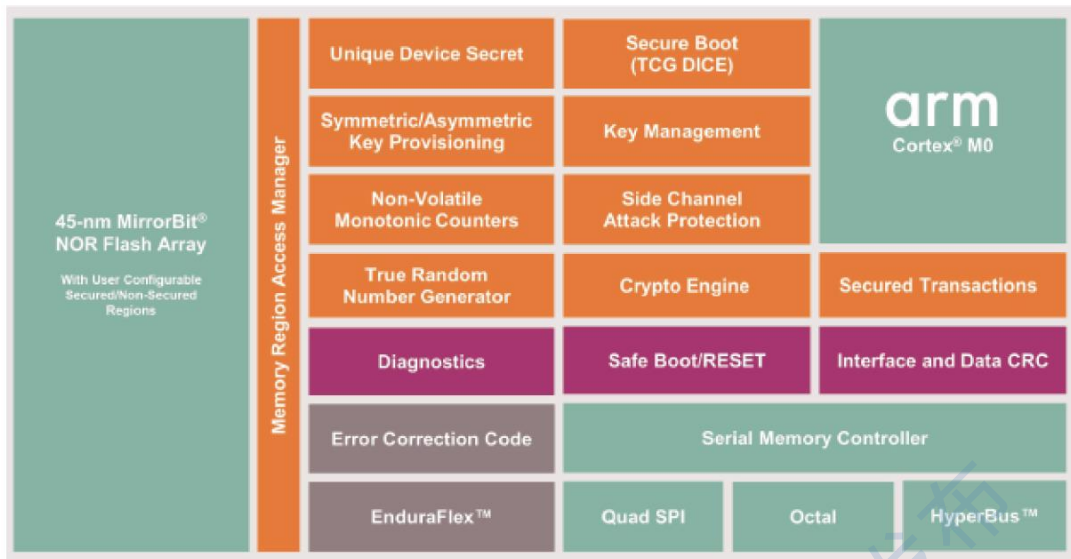 45-nm MirrorBit®
NOR Flash Array
With User Configurable
Secured/Non-Secured
Regions
Memory Region Access Manager
Unique Device Secret
Secure Boot
(TCG DICE)
arm
Cortex® M0
Symmetric/Asymmetric
Key Provisioning
Key Management
Non-Volatile
Monotonic Counters
Side Channel
Attack Protection
True Random
Number Generator
Crypto Engine
Secured Transactions
Diagnostics
Safe Boot/RESET
Interface and Data CRC
Error Correction Code
Serial Memory Controller
EnduraFlex™
Quad SPI
Octal
HyperBus™
布